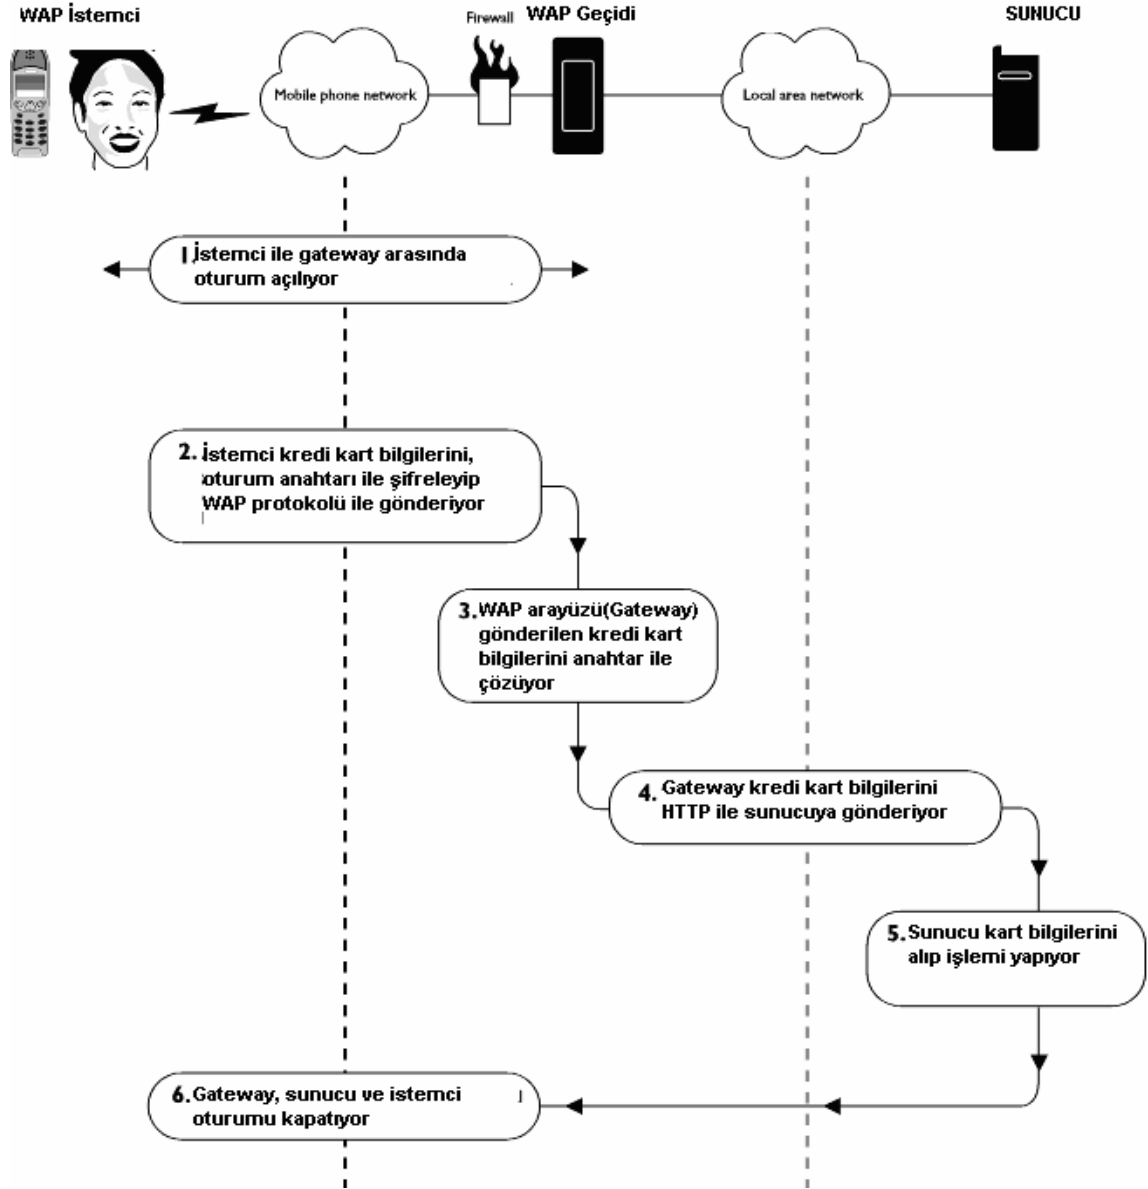 WAP İstemci
Firewall
WAP Geçidi
SUNUCU
Mobile phone network
Local area network
1 İstemci ile gateway arasında
oturum açılıyor
2. İstemci kredi kart bilgilerini,
oturum anahtarı ile şifreleyip
WAP protokolü ile gönderiyor
3. WAP arayüzü(Gateway)
gönderilen kredi kart
bilgilerini anahtar ile
çözüyor
4. Gateway kredi kart bilgilerini
HTTP ile sunucuya gönderiyor
5. Sunucu kart bilgilerini
alıp işlemi yapıyor
6. Gateway, sunucu ve istemci
oturumu kapatıyor